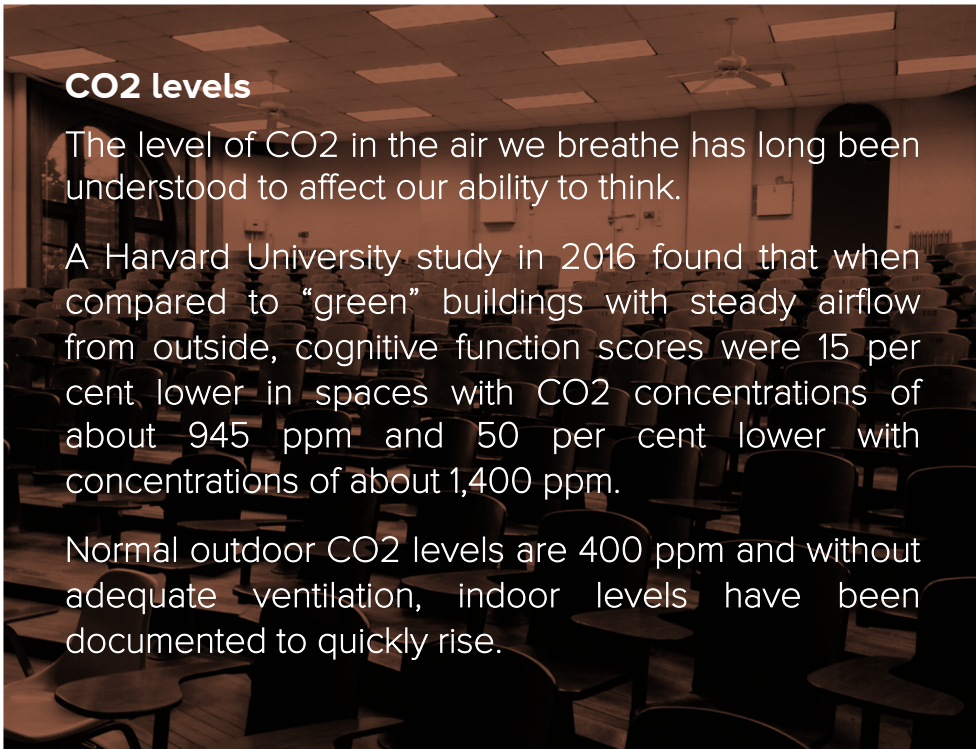 CO2 levels
The level of CO2 in the air we breathe has long been
understood to affect our ability to think.
A Harvard University study in 2016 found that when
compared to “green” buildings with steady airflow
from outside, cognitive function scores were 15 per
cent lower in spaces with CO2 concentrations of
about 945 ppm and 50 per cent lower with
concentrations of about 1,400 ppm.
Normal outdoor CO2 levels are 400 ppm and without
adequate ventilation, indoor levels have been
documented to quickly rise.